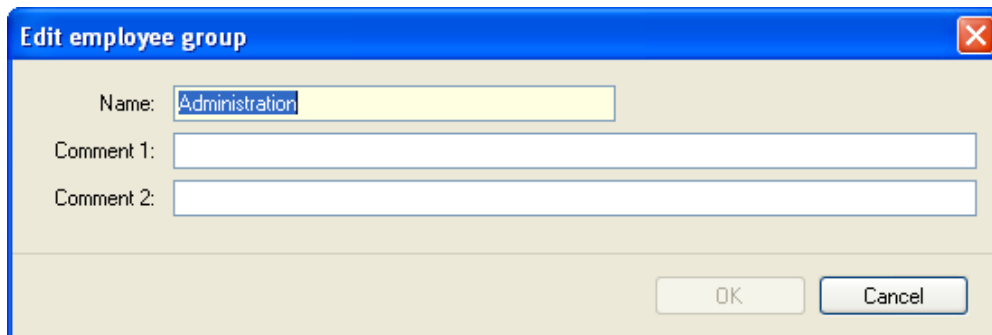 Edit employee group
Name: Administration
Comment 1:
Comment 2:
OK Cancel